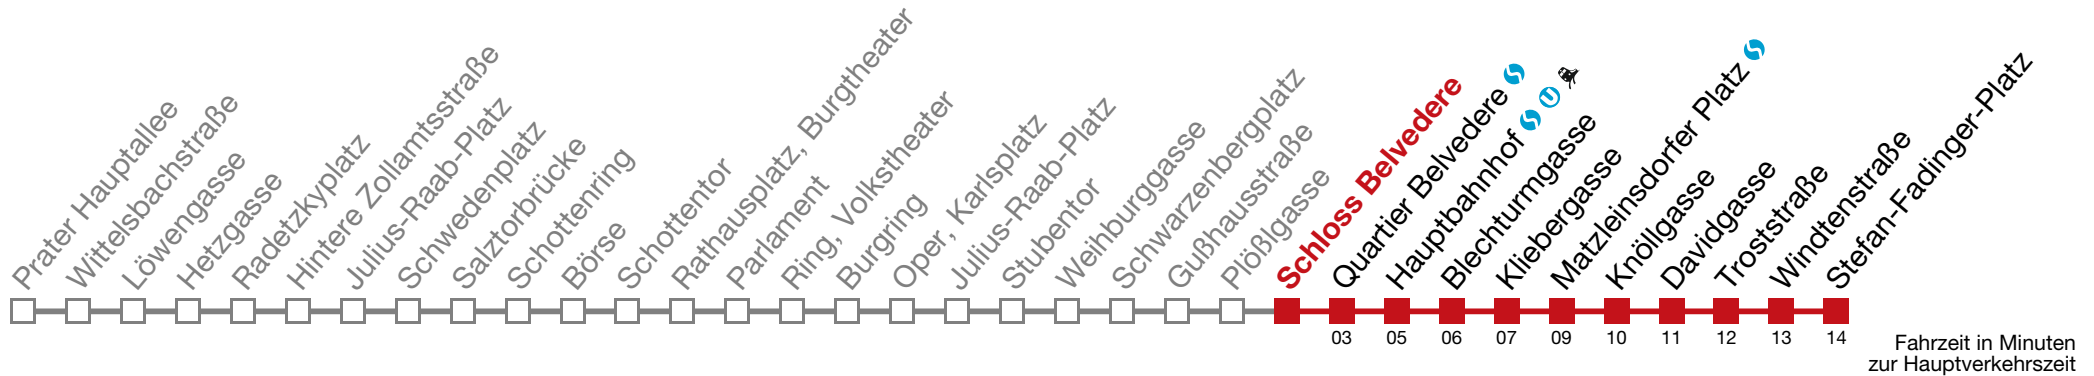 Prater Hauptallee
Wittelsbachstraße
Löwengasse
Hetzgasse
Radetzkyplatz
Hintere Zollamtsstraße
Julius-Raab-Platz
Schwedenplatz
Salztorbrücke
Schottenring
Börse
Schottentor
Rathausplatz, Burgtheater
Parlament
Ring, Volkstheater
Burgring
Oper, Karlsplatz
Julius-Raab-Platz
Stubentor
Weihburggasse
Schwarzenbergplatz
Gußhausstraße
Plößlgasse
Schloss Belvedere
Quartier Belvedere S
Hauptbahnhof S U
Blechturmgasse
Kliebergasse
Matzleinsdorfer Platz S
Knöllgasse
Davidgasse
Troststraße
Windtenstraße
Stefan-Fadinger-Platz
03 05 06 07 09 10 11 12 13 14
Fahrzeit in Minuten
zur Hauptverkehrszeit